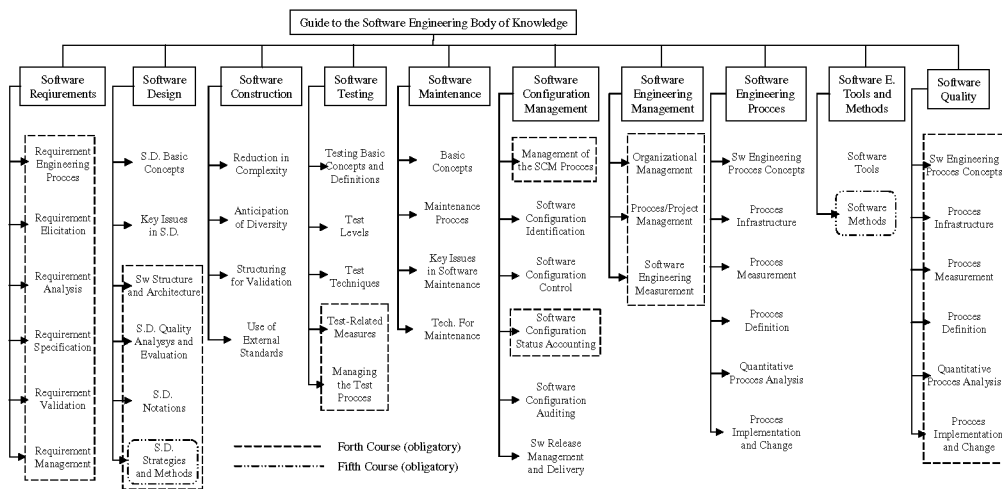 Guide to the Software Engineering Body of Knowledge
Software
Reqiurements
Software
Design
Software
Construction
Software
Testing
Software
Maintenance
Software
Configuration
Management
Software
Engineering
Management
Software
Engineering
Procces
Software E.
Tools and
Methods
Software
Quality
Requirement
Engineering
Procces
Requirement
Elicitation
Requirement
Analysis
Requirement
Specification
Requirement
Validation
Requirement
Management
S.D. Basic
Concepts
Key Issues
in S.D.
Sw Structure
and Architecture
S.D. Quality
Analysys and
Evaluation
S.D.
Notations
S.D.
Strategies
and Methods
Reduction in
Complexity
Anticipation
of Diversity
Structuring
for Validation
Use of
External
Standards
Testing Basic
Concepts and
Definitions
Test
Levels
Test
Techniques
Test-Related
Measures
Managing
the Test
Procces
Basic
Concepts
Maintenance
Procces
Key Issues
in Software
Maintenance
Tech. For
Maintenance
Management of
the SCM Procces
Software
Configuration
Identification
Software
Configuration
Control
Software
Configuration
Status Accounting
Software
Configuration
Auditing
Sw Release
Management
and Delivery
Organizational
Management
Procces/Project
Management
Software
Engineering
Measurement
Sw Engineering
Procces Concepts
Procces
Infrastructure
Procces
Measurement
Procces
Definition
Quantitative
Procces Analysis
Procces
Implementation
and Change
Software
Tools
Software
Methods
Sw Engineering
Procces Concepts
Procces
Infrastructure
Procces
Measurement
Procces
Definition
Quantitative
Procces Analysis
Procces
Implementation
and Change
Forth Course (obligatory)
Fifth Course (obligatory)